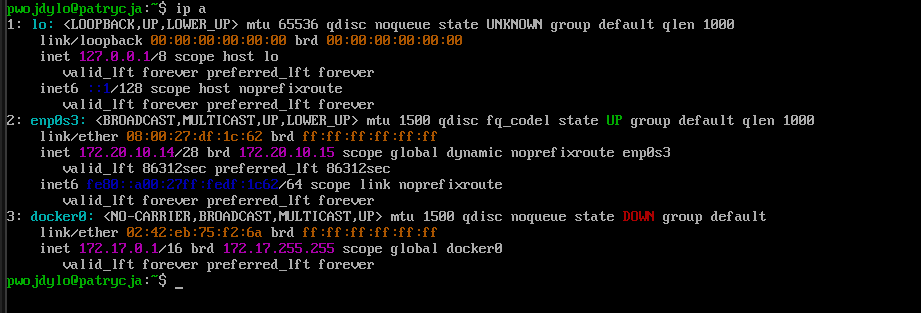 pwojdylo@patrycja:~$ ip a
1: lo: <LOOPBACK,UP,LOWER_UP> mtu 65536 qdisc noqueue state UNKNOWN group default qlen 1000
    link/loopback 00:00:00:00:00:00 brd 00:00:00:00:00:00
    inet 127.0.0.1/8 scope host lo
       valid_lft forever preferred_lft forever
    inet6 ::1/128 scope host noprefixroute
       valid_lft forever preferred_lft forever
2: enp0s3: <BROADCAST,MULTICAST,UP,LOWER_UP> mtu 1500 qdisc fq_codel state UP group default qlen 1000
    link/ether 08:00:27:df:1c:62 brd ff:ff:ff:ff:ff:ff
    inet 172.20.10.14/28 brd 172.20.10.15 scope global dynamic noprefixroute enp0s3
       valid_lft 86312sec preferred_lft 86312sec
    inet6 fe80::a00:27ff:fedf:1c62/64 scope link noprefixroute
       valid_lft forever preferred_lft forever
3: docker0: <NO-CARRIER,BROADCAST,MULTICAST,UP> mtu 1500 qdisc noqueue state DOWN group default
    link/ether 02:42:eb:75:f2:6a brd ff:ff:ff:ff:ff:ff
    inet 172.17.0.1/16 brd 172.17.255.255 scope global docker0
       valid_lft forever preferred_lft forever
pwojdylo@patrycja:~$ _